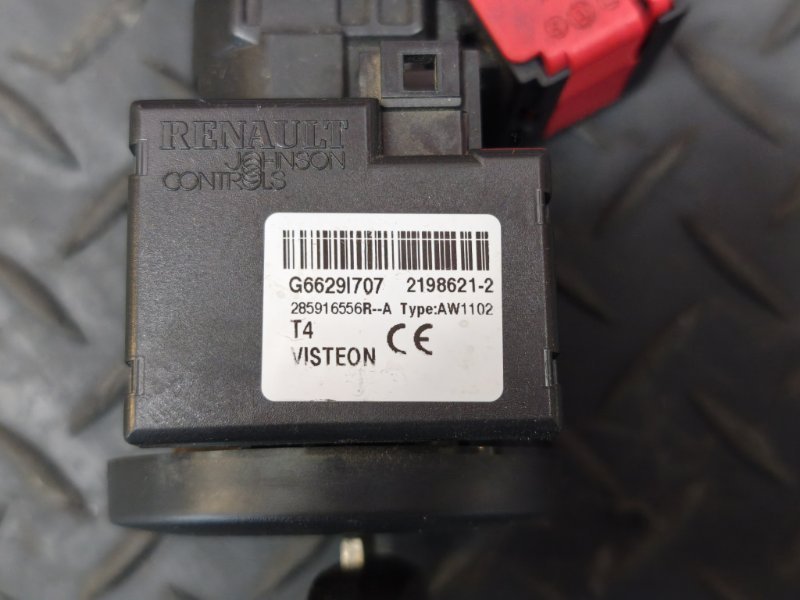 RENAULT
JOHNSON
CONTROLS
G6629I707 2198621-2
285916556R--A Type:AW1102
T4
VISTEON CE